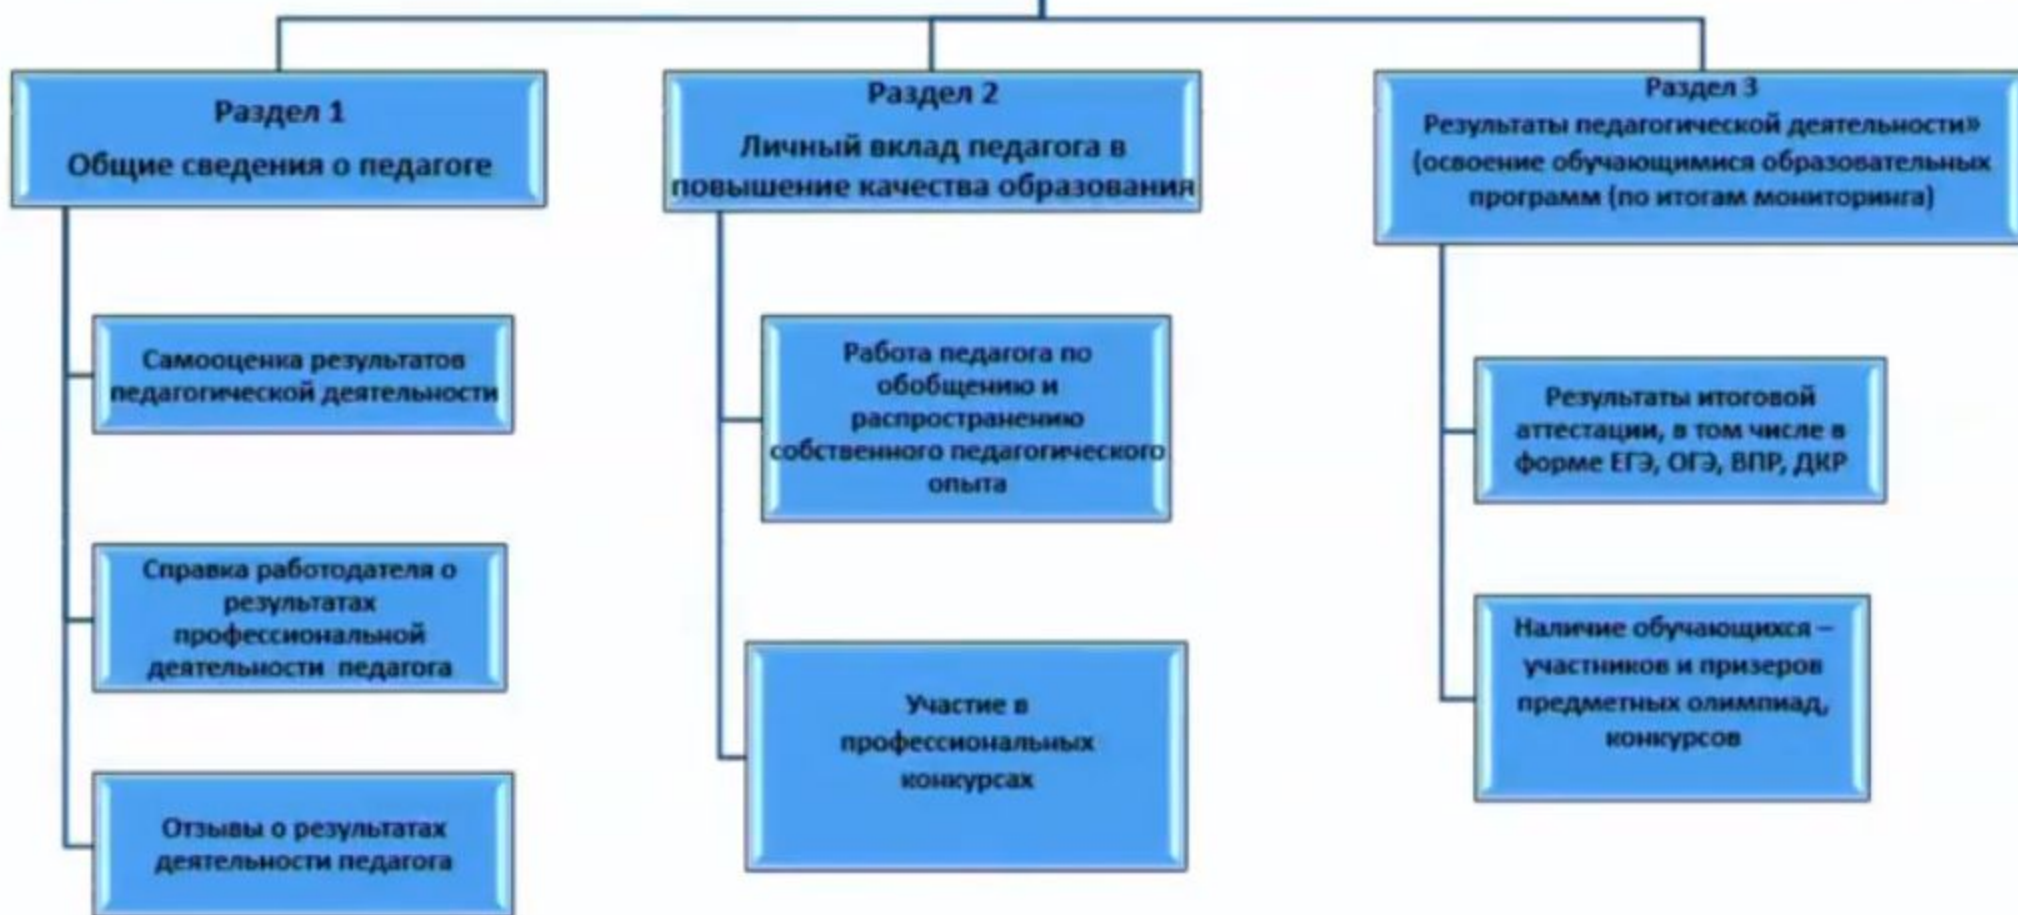 Раздел 1
Общие сведения о педагоге
Самооценка результатов
педагогической деятельности
Справка работодателя о
результатах
профессиональной
деятельности педагога
Отзывы о результатах
деятельности педагога
Раздел 2
Личный вклад педагога в
повышение качества образования
Работа педагога по
обобщению и
распространению
собственного педагогического
опыта
Участие в
профессиональных
конкурсах
Раздел 3
Результаты педагогической деятельности»
(освоение обучающимися образовательных
программ (по итогам мониторинга)
Результаты итоговой
аттестации, в том числе в
форме ЕГЭ, ОГЭ, ВПР, ДКР
Наличие обучающихся –
участников и призеров
предметных олимпиад,
конкурсов